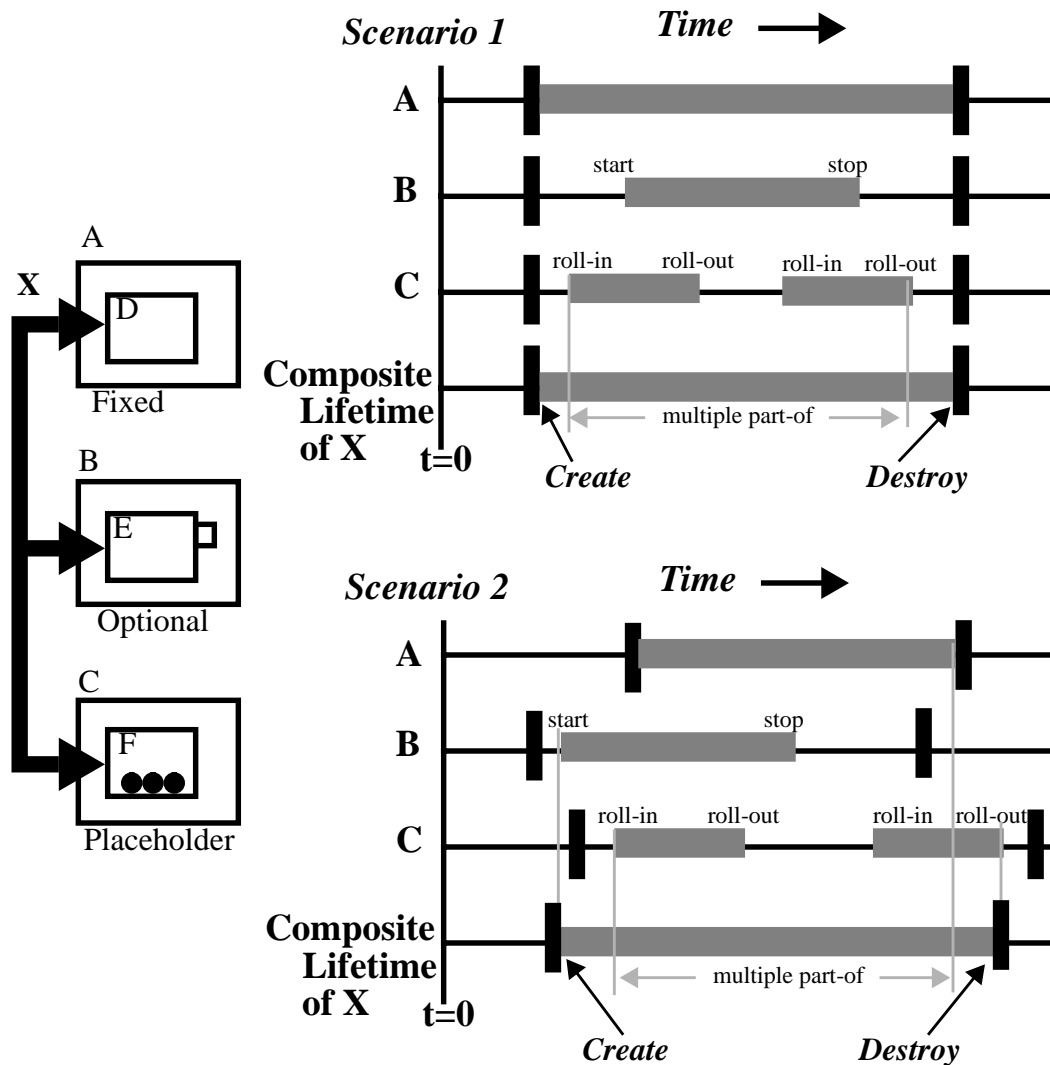 X
A
D
Fixed
B
E
Optional
C
F
Placeholder
Scenario 1 Time
A
B start stop
C roll-in roll-out roll-in roll-out
Composite
Lifetime multiple part-of
of X
t=0
Create Destroy
Scenario 2 Time
A
B start stop
C roll-in roll-out roll-in roll-out
Composite
Lifetime
of X multiple part-of
t=0
Create Destroy